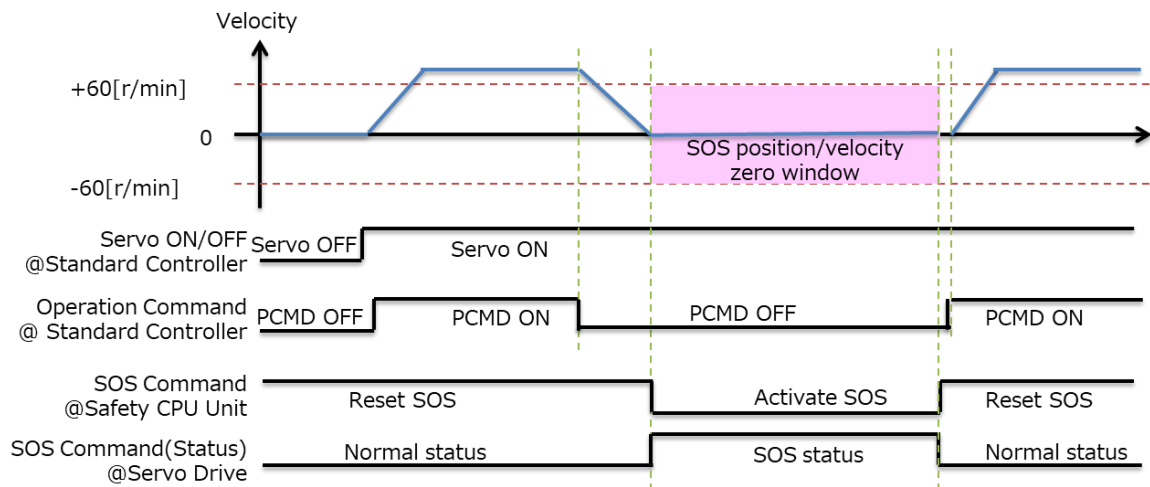 Velocity
+60[r/min]
0
SOS position/velocity
zero window
-60[r/min]
Servo ON/OFF
@Standard Controller
Servo OFF
Servo ON
Operation Command
@ Standard Controller
PCMD OFF
PCMD ON
PCMD OFF
PCMD ON
SOS Command
@Safety CPU Unit
Reset SOS
Activate SOS
Reset SOS
SOS Command(Status)
@Servo Drive
Normal status
SOS status
Normal status